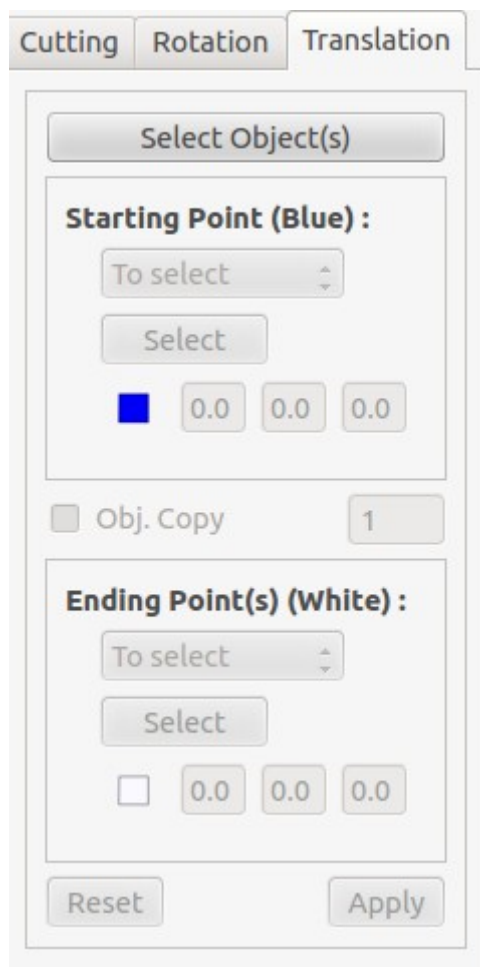 Cutting Rotation Translation
Select Object(s)
Starting Point (Blue) :
To select
Select
0.0 0.0 0.0
Obj. Copy 1
Ending Point(s) (White) :
To select
Select
0.0 0.0 0.0
Reset Apply